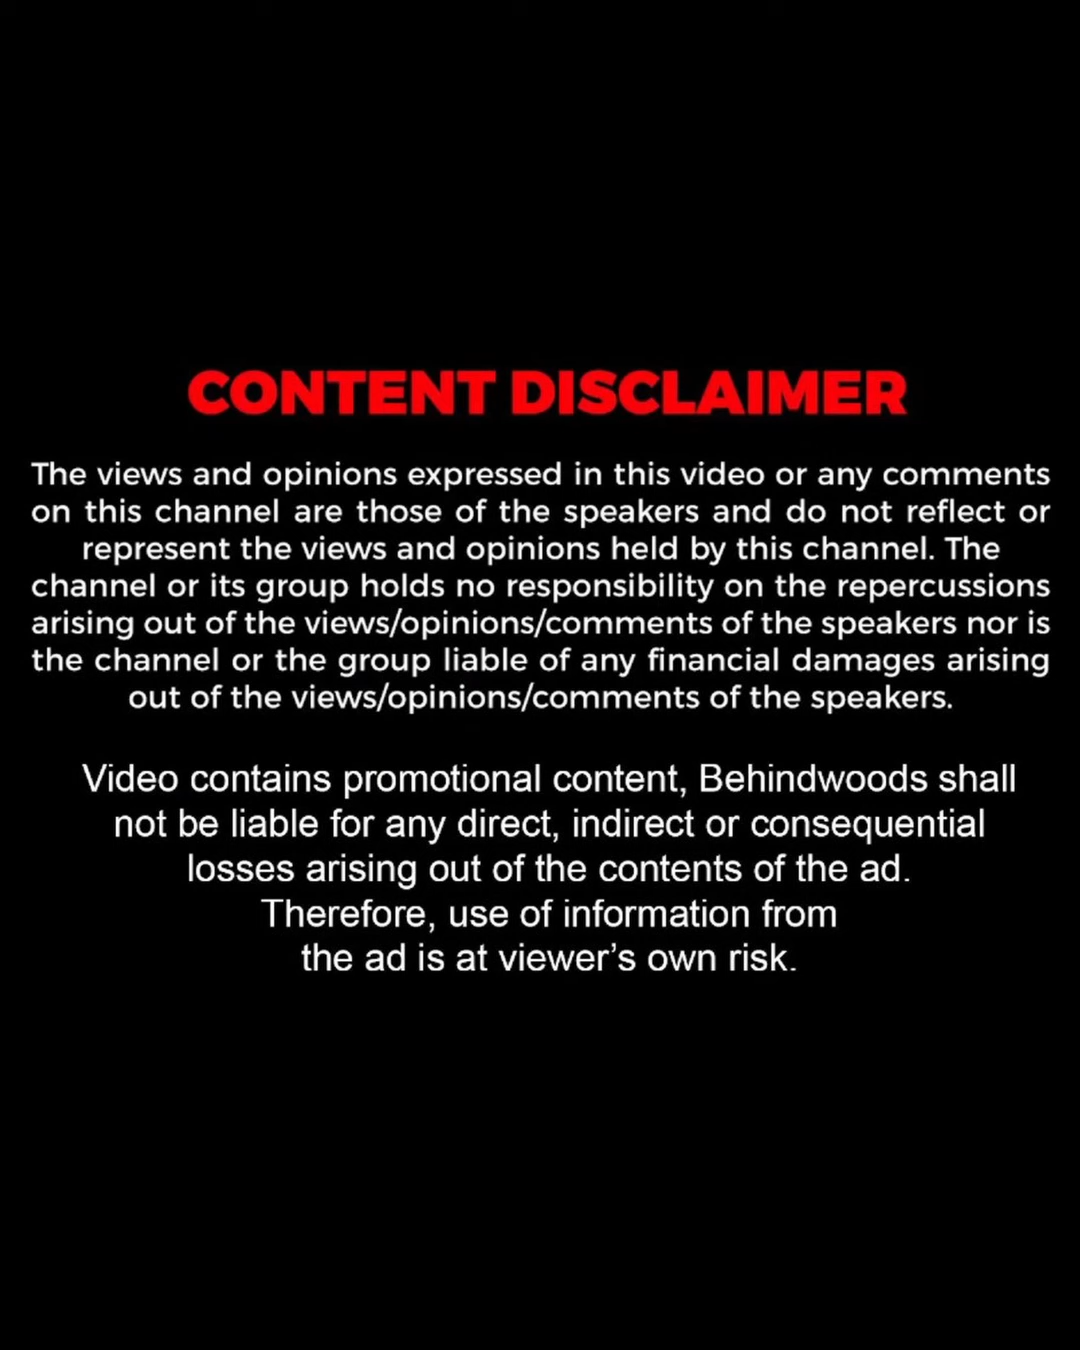 CONTENT DISCLAIMER
The views and opinions expressed in this video or any comments
on this channel are those of the speakers and do not reflect or
represent the views and opinions held by this channel. The
channel or its group holds no responsibility on the repercussions
arising out of the views/opinions/comments of the speakers nor is
the channel or the group liable of any financial damages arising
out of the views/opinions/comments of the speakers.
Video contains promotional content, Behindwoods shall
not be liable for any direct, indirect or consequential
losses arising out of the contents of the ad.
Therefore, use of information from
the ad is at viewer’s own risk.